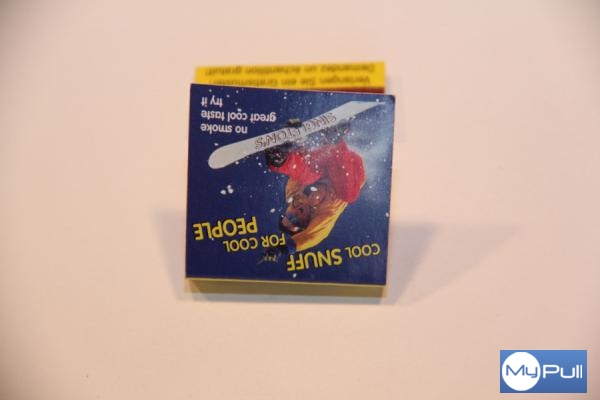 COOL SNUFF
FOR COOL
PEOPLE
SINGLETON'S
no smoke
great cool taste
try it
Verlangen Sie ein Gratismuster!
Demandez un échantillon gratuit!
MyPull